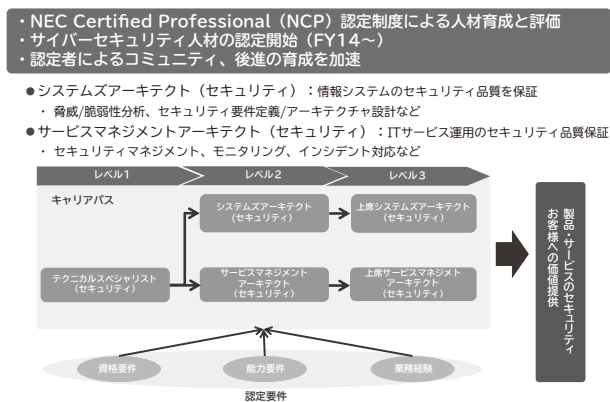 ・NEC Certified Professional（NCP）認定制度による人材育成と評価
・サイバーセキュリティ人材の認定開始（FY14～）
・認定者によるコミュニティ、後進の育成を加速
●システムズアーキテクト（セキュリティ）：情報システムのセキュリティ品質を保証
・ 脅威/脆弱性分析、セキュリティ要件定義/アーキテクチャ設計など
●サービスマネジメントアーキテクト（セキュリティ）：ITサービス運用のセキュリティ品質保証
・ セキュリティマネジメント、モニタリング、インシデント対応など
レベル1
レベル2
レベル3
キャリアパス
システムズアーキテクト
(セキュリティ)
上席システムズアーキテクト
(セキュリティ)
テクニカルスペシャリスト
(セキュリティ)
サービスマネジメント
アーキテクト
(セキュリティ)
上席サービスマネジメト
アーキテクト
(セキュリティ)
製品・サービスのセキュリティ
お客様への価値提供
資格要件
能力要件
業務経験
認定要件